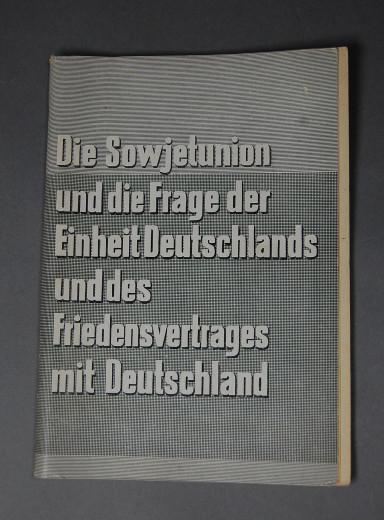 Die Sowjetunion
und die Frage der
Einheit Deutschlands
und des
Friedensvertrages
mit Deutschland